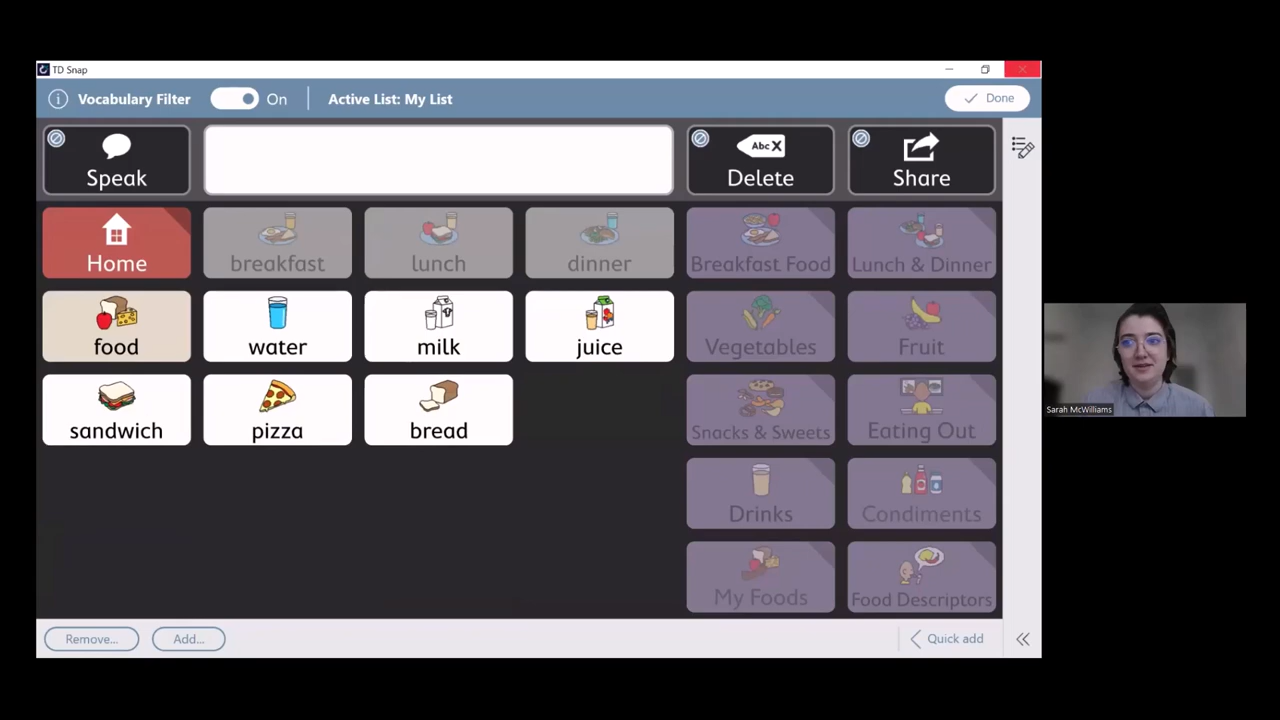 TD Snap
Vocabulary Filter On Active List: My List Done
Speak Abc X Delete Share
Home breakfast lunch dinner Breakfast Food Lunch & Dinner
food water milk juice Vegetables Fruit
sandwich pizza bread Snacks & Sweets Eating Out
Drinks Condiments
My Foods Food Descriptors
Remove... Add... Quick add
Sarah McWilliams